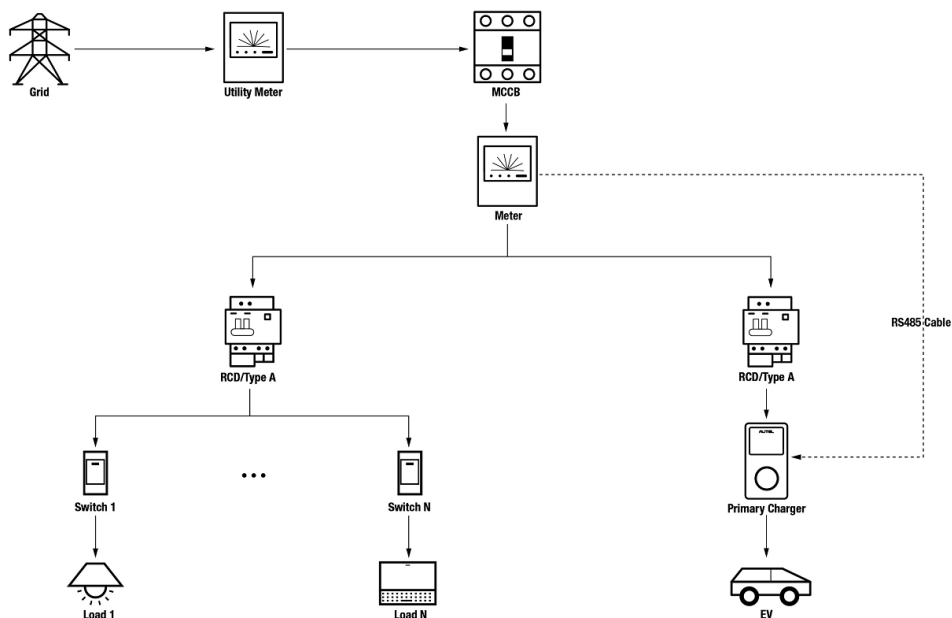 Grid
Utility Meter
MCCB
Meter
RS485 Cable
RCD/Type A
RCD/Type A
AUTEL
Switch 1
...
Switch N
Primary Charger
Load 1
Load N
EV